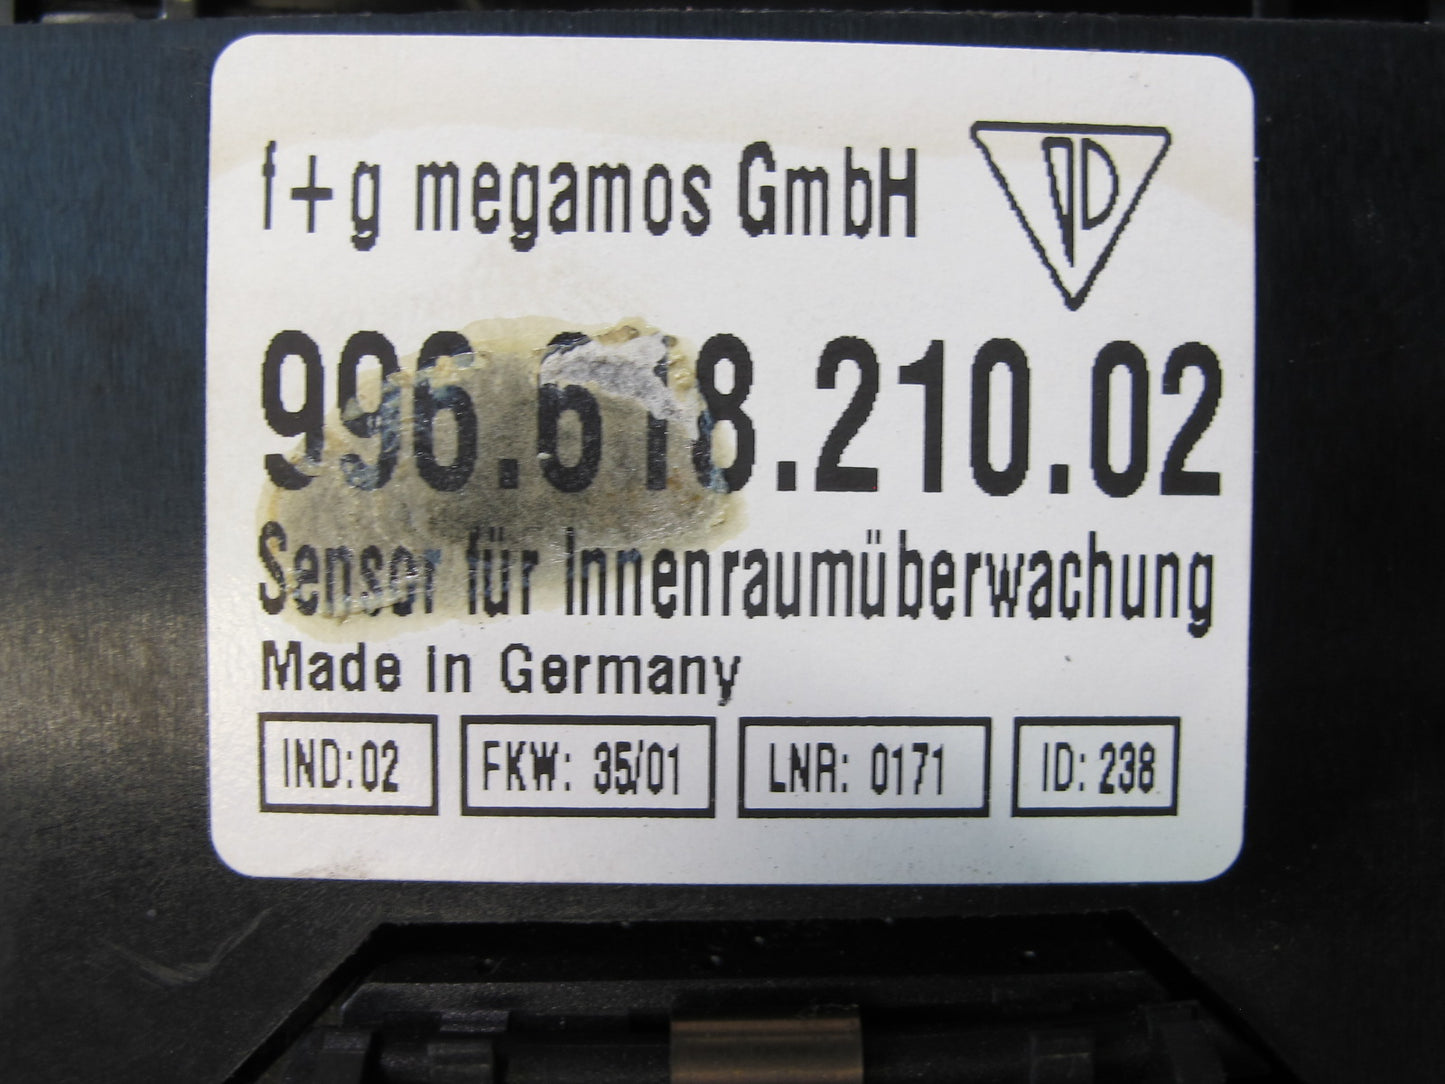 f+g megamos GmbH
996.618.210.02
Sensor für Innenraumüberwachung
Made in Germany
IND:02 FKW: 35/01 LNR: 0171 ID: 238